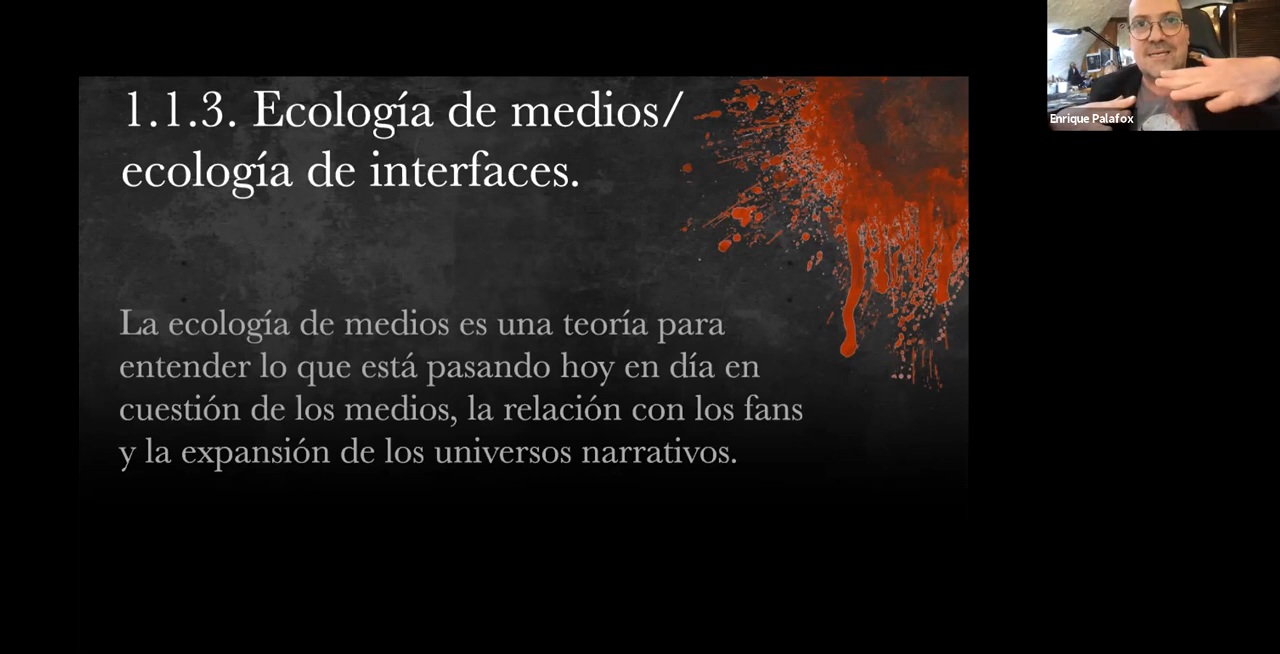 1.1.3. Ecología de medios/
ecología de interfaces.
La ecología de medios es una teoría para
entender lo que está pasando hoy en día en
cuestión de los medios, la relación con los fans
y la expansión de los universos narrativos.
Enrique Palafox